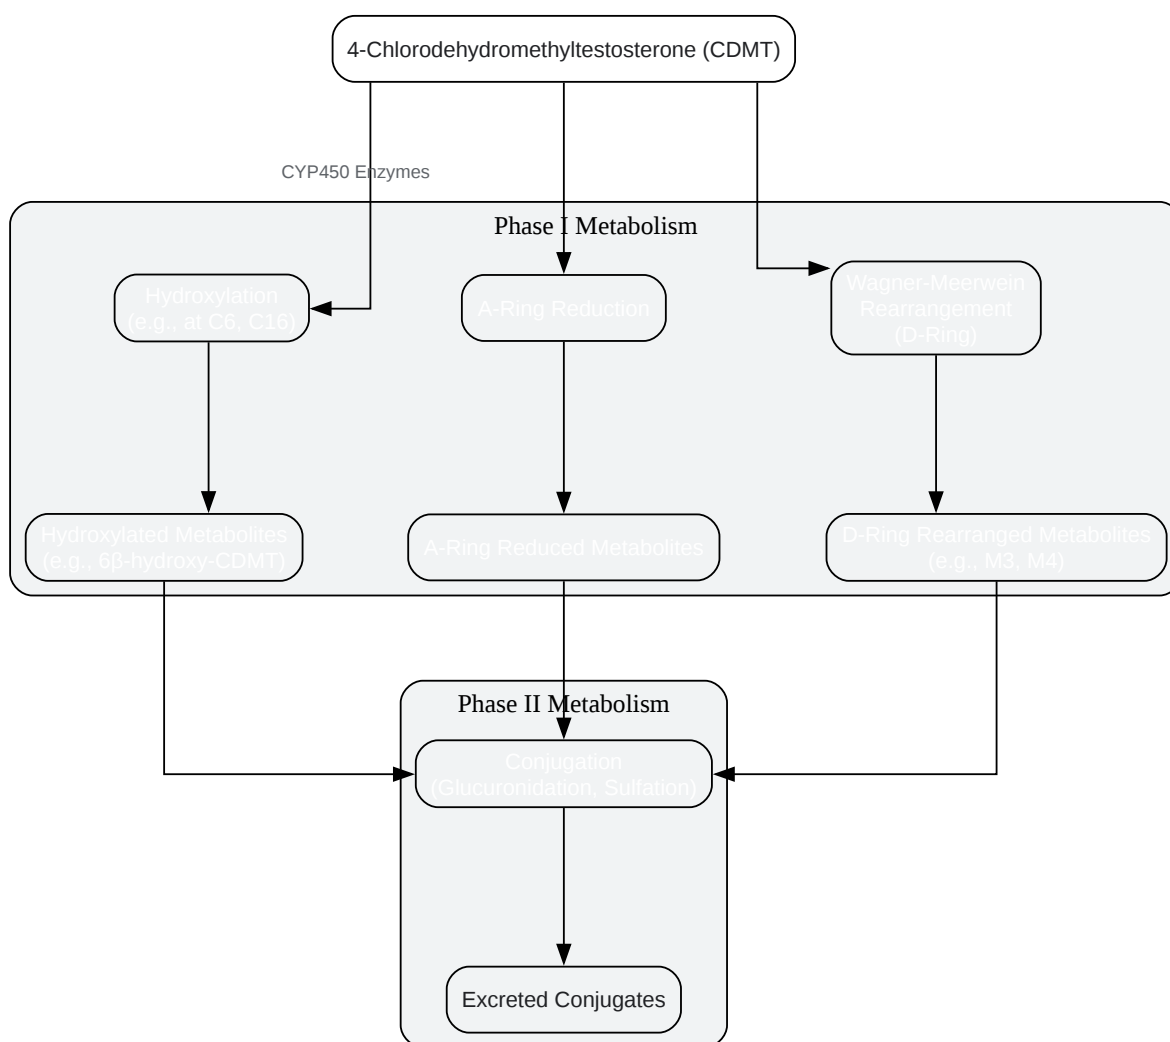 4-Chlorodehydromethyltestosterone (CDMT)
CYP450 Enzymes
Phase I Metabolism
Hydroxylation
(e.g., at C6, C16)
A-Ring Reduction
Wagner-Meerwein
Rearrangement
(D-Ring)
Hydroxylated Metabolites
(e.g., 6β-hydroxy-CDMT)
A-Ring Reduced Metabolites
D-Ring Rearranged Metabolites
(e.g., M3, M4)
Phase II Metabolism
Conjugation
(Glucuronidation, Sulfation)
Excreted Conjugates